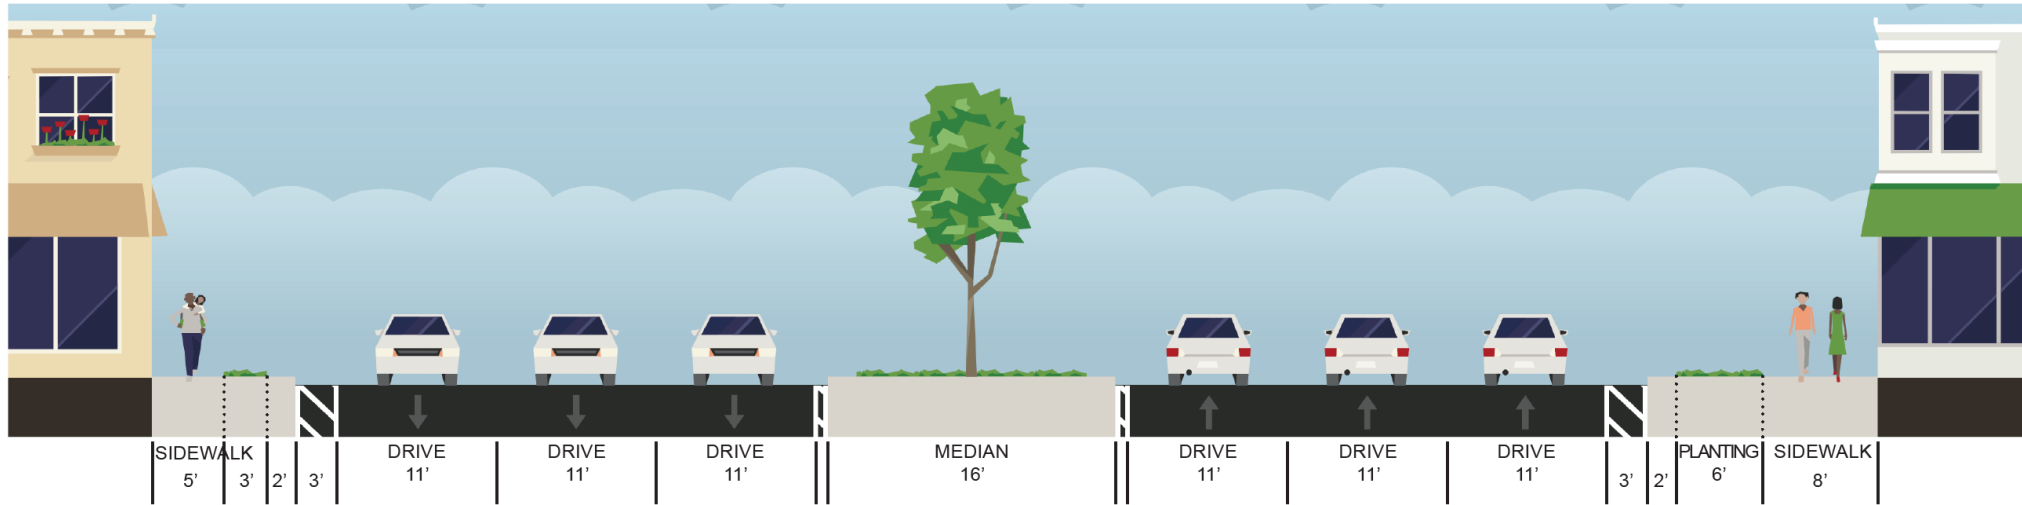 SIDEWALK
5’
3’
2’
3’
DRIVE
11’
DRIVE
11’
DRIVE
11’
MEDIAN
16’
DRIVE
11’
DRIVE
11’
DRIVE
11’
3’
2’
PLANTING
6’
SIDEWALK
8’